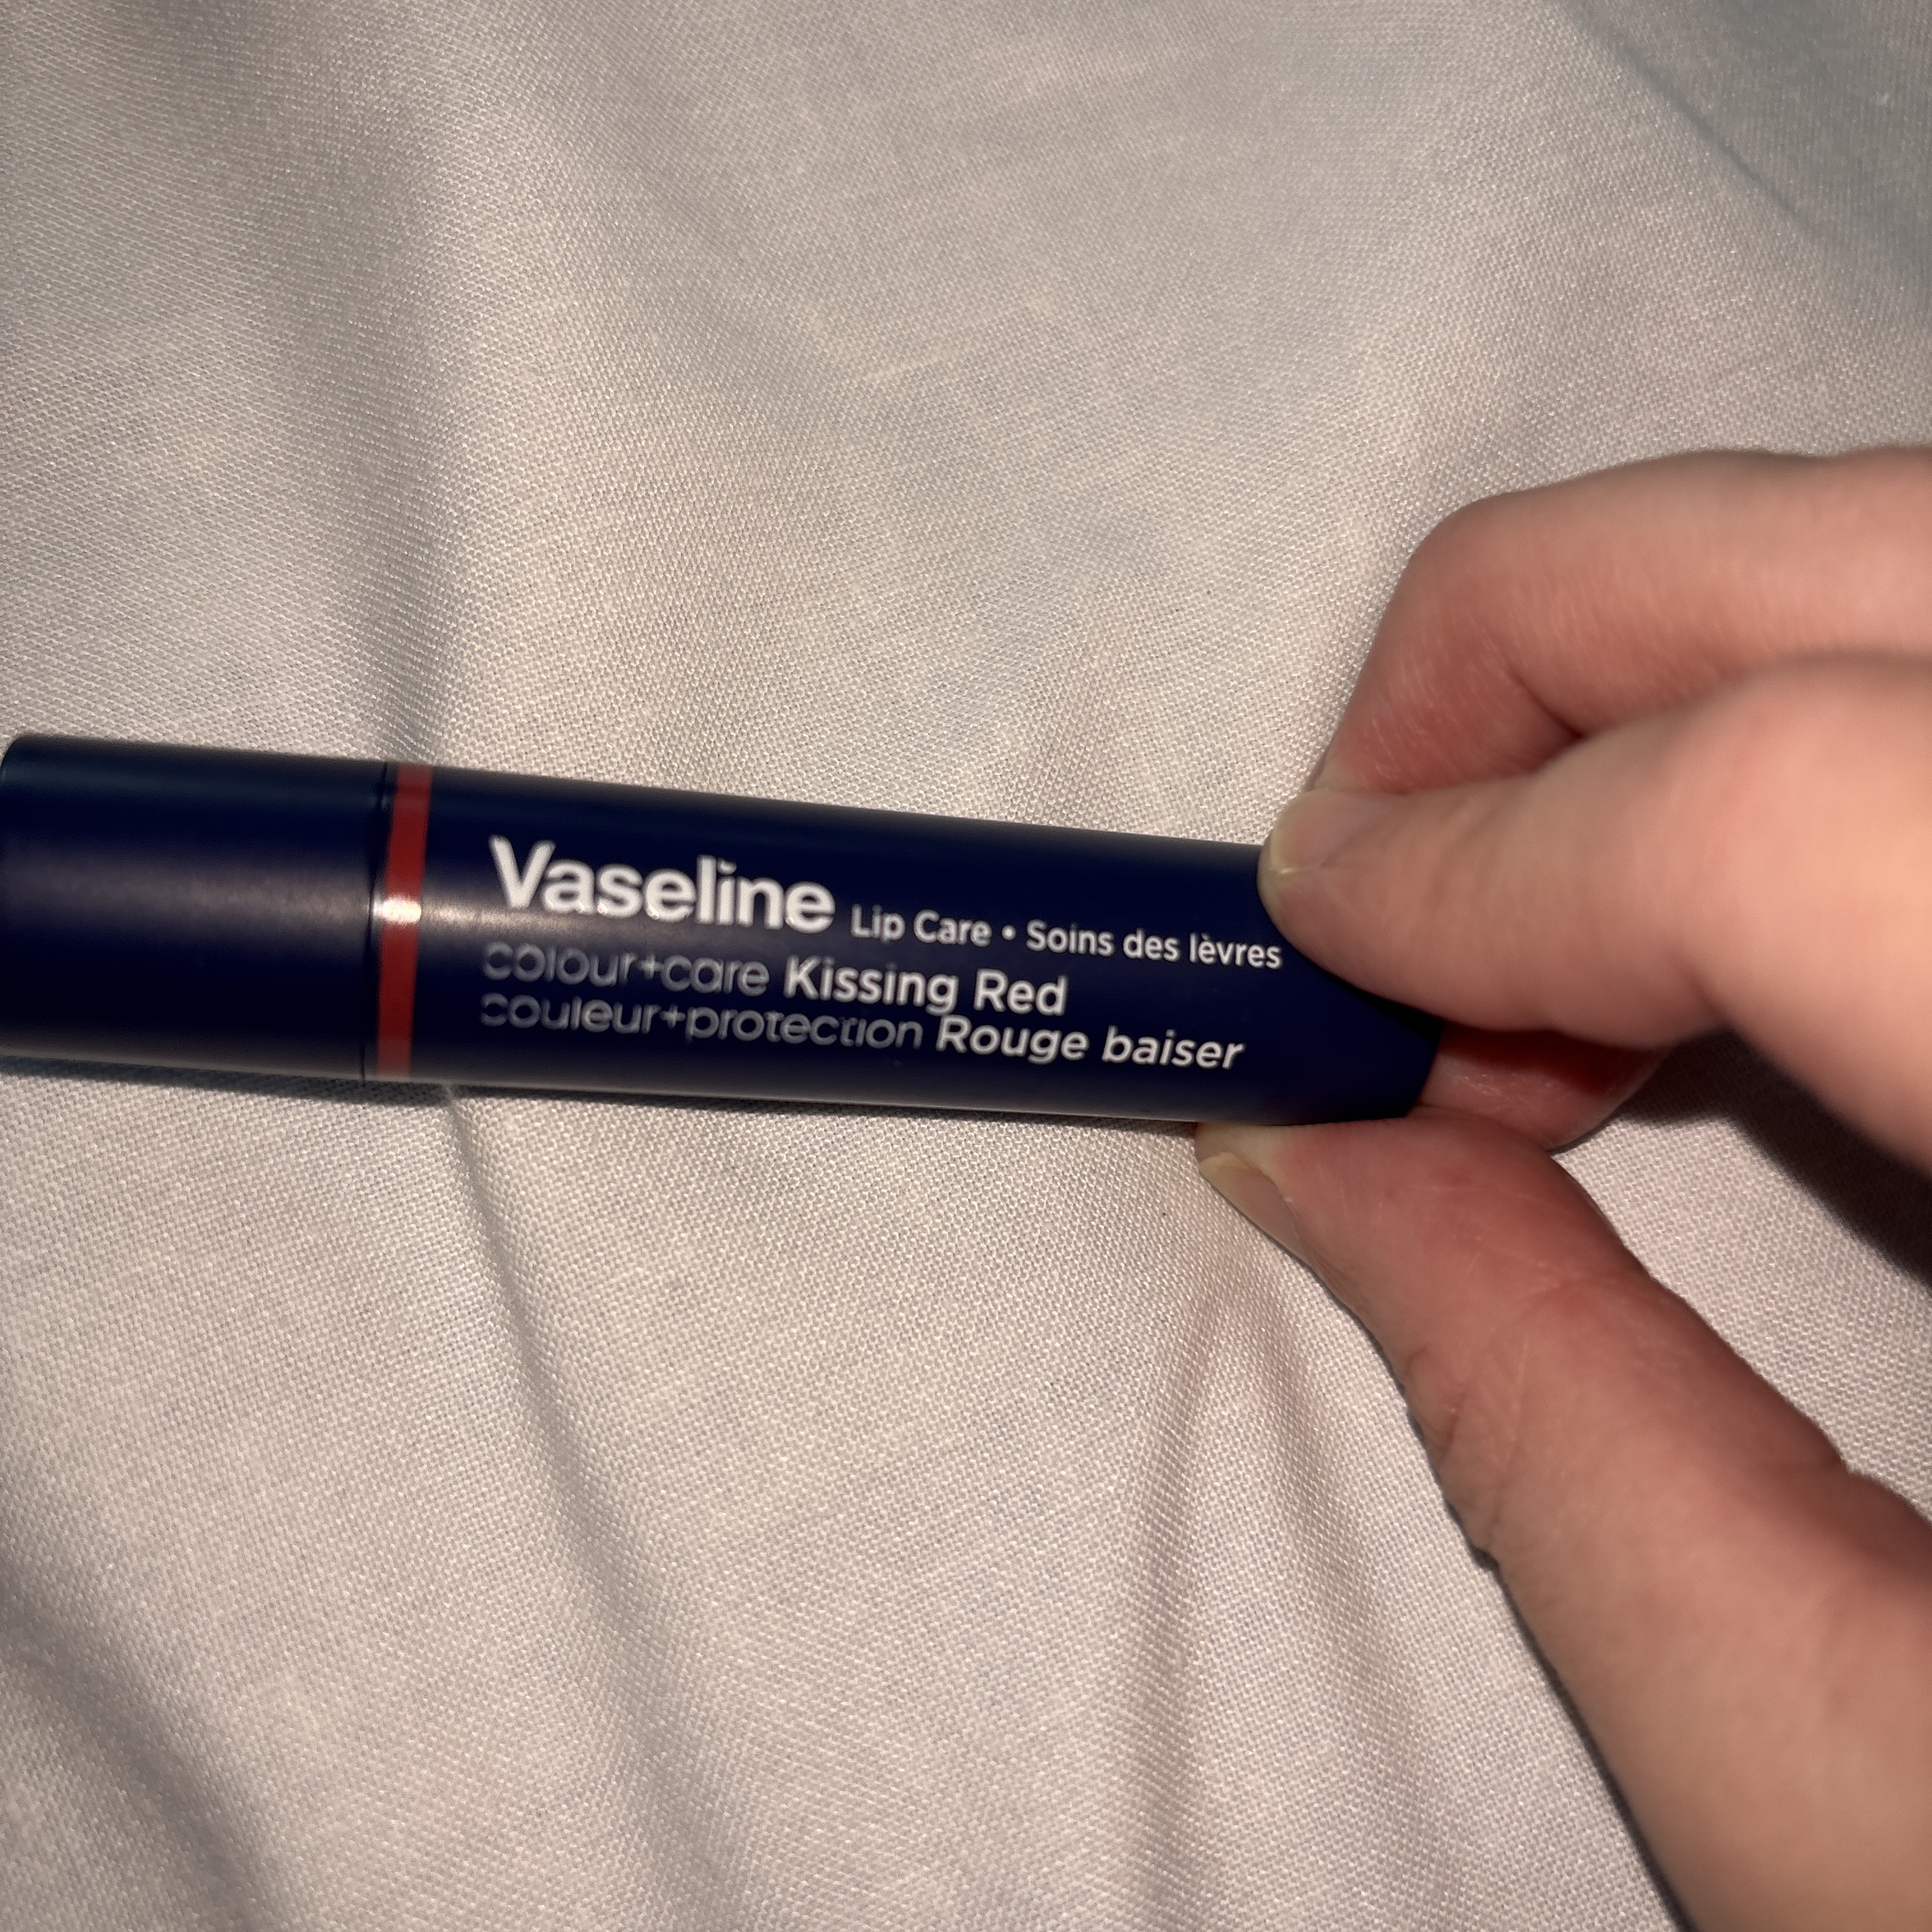 Vaseline Lip Care • Soins des lèvres
colour+care Kissing Red
couleur+protection Rouge baiser